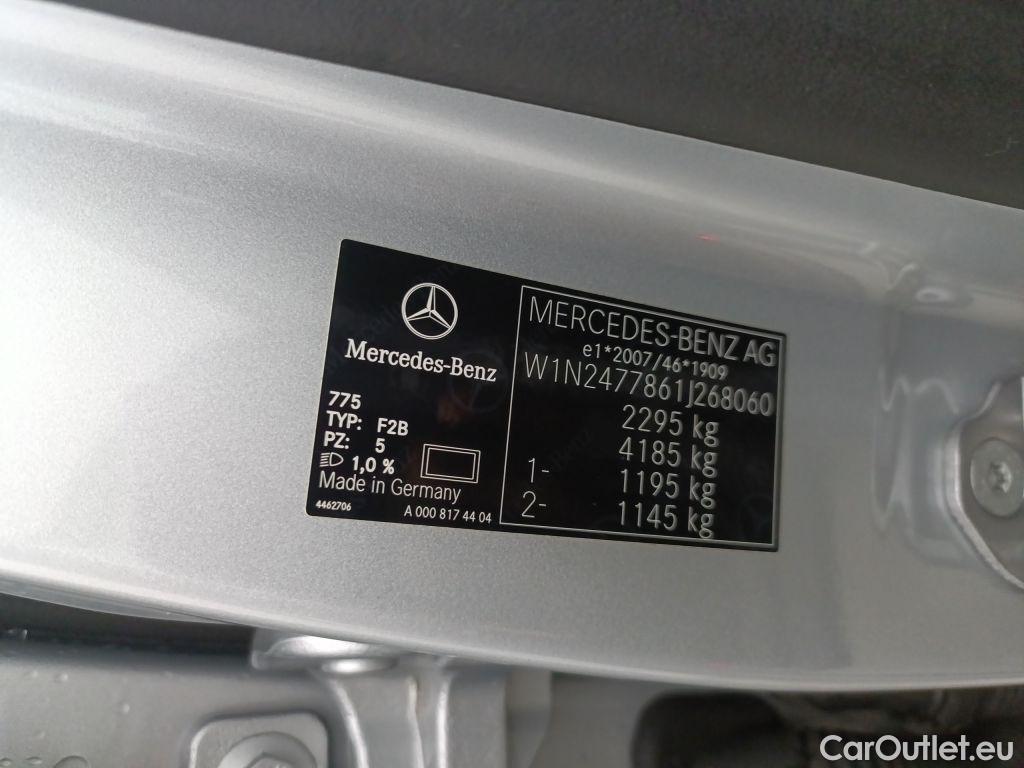 Mercedes-Benz
775
TYP: F2B
PZ: 5
1,0 %
Made in Germany
4462706 A 000 817 44 04
MERCEDES-BENZ AG
e1*2007/46*1909
W1N2477861J268060
2295 kg
4185 kg
1- 1195 kg
2- 1145 kg
CarOutlet.eu